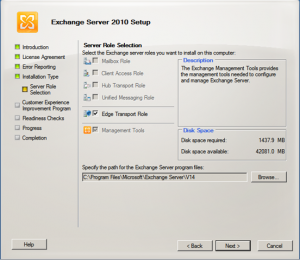 Exchange Server 2010 Setup
Introduction
License Agreement
Error Reporting
Installation Type
Server Role
Selection
Customer Experience
Improvement Program
Readiness Checks
Progress
Completion
Server Role Selection
Select the Exchange server roles you want to install on this computer:
Mailbox Role
Client Access Role
Hub Transport Role
Unified Messaging Role
Edge Transport Role
Management Tools
Description
The Exchange Management Tools provide
the management tools needed to configure
and manage Exchange Server.
Disk Space
Disk space required: 1437.9 MB
Disk space available: 42081.0 MB
Specify the path for the Exchange Server program files:
C:\Program Files\Microsoft\Exchange Server\V14
Browse...
Help
< Back
Next >
Cancel